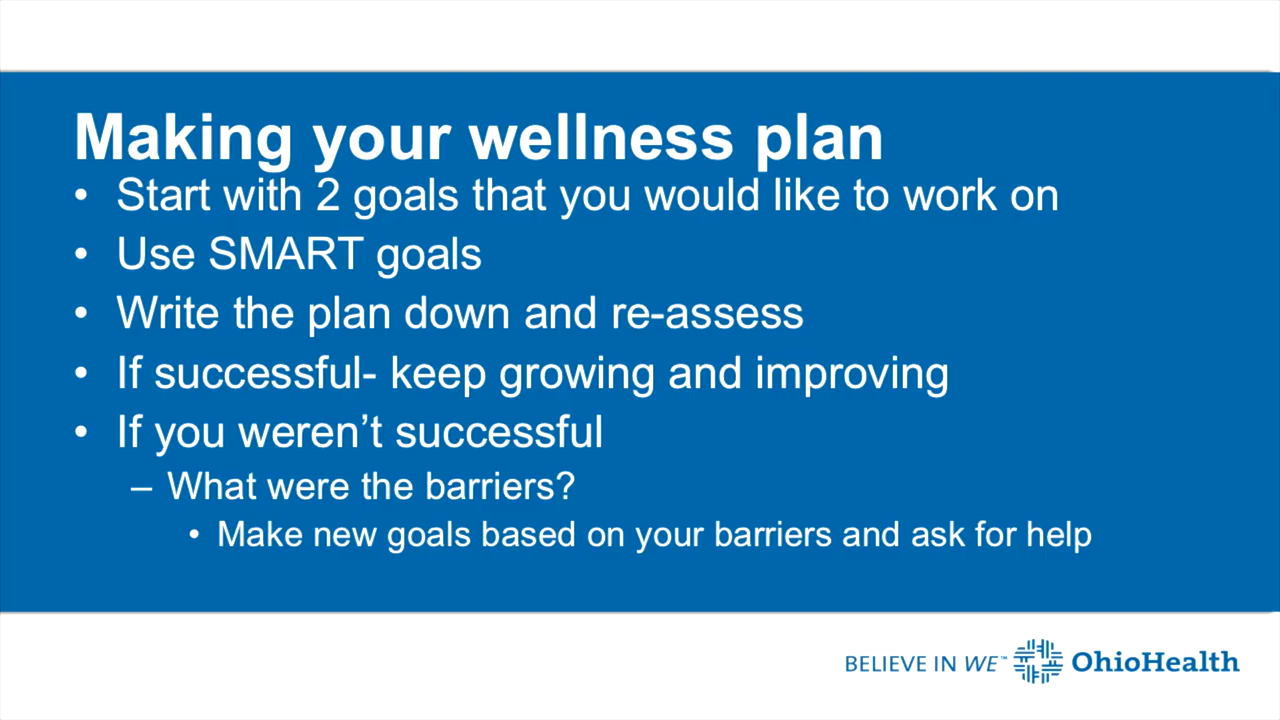 Making your wellness plan
• Start with 2 goals that you would like to work on
• Use SMART goals
• Write the plan down and re-assess
• If successful- keep growing and improving
• If you weren’t successful
– What were the barriers?
• Make new goals based on your barriers and ask for help
BELIEVE IN WE™ OhioHealth